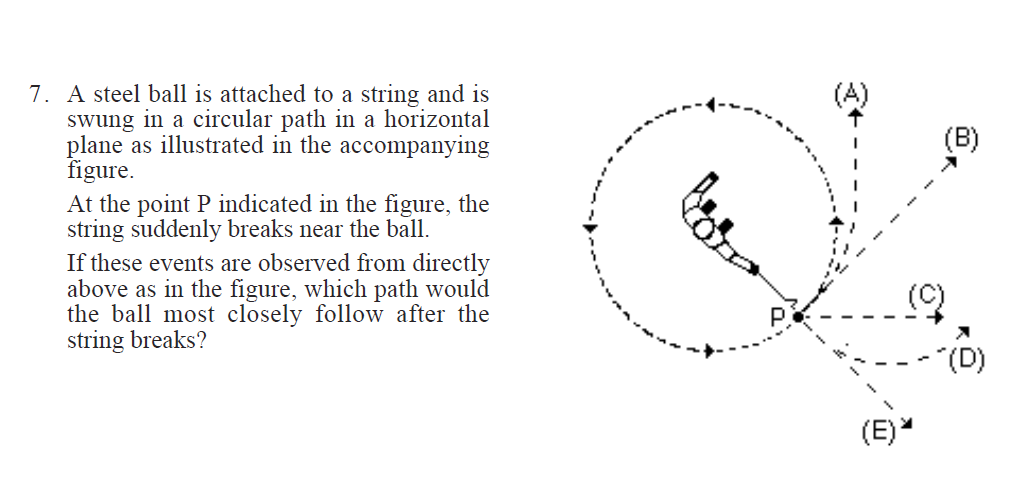 7. A steel ball is attached to a string and is
swung in a circular path in a horizontal
plane as illustrated in the accompanying
figure.
At the point P indicated in the figure, the
string suddenly breaks near the ball.
If these events are observed from directly
above as in the figure, which path would
the ball most closely follow after the
string breaks?
(A)
(B)
(C)
P
(D)
(E)